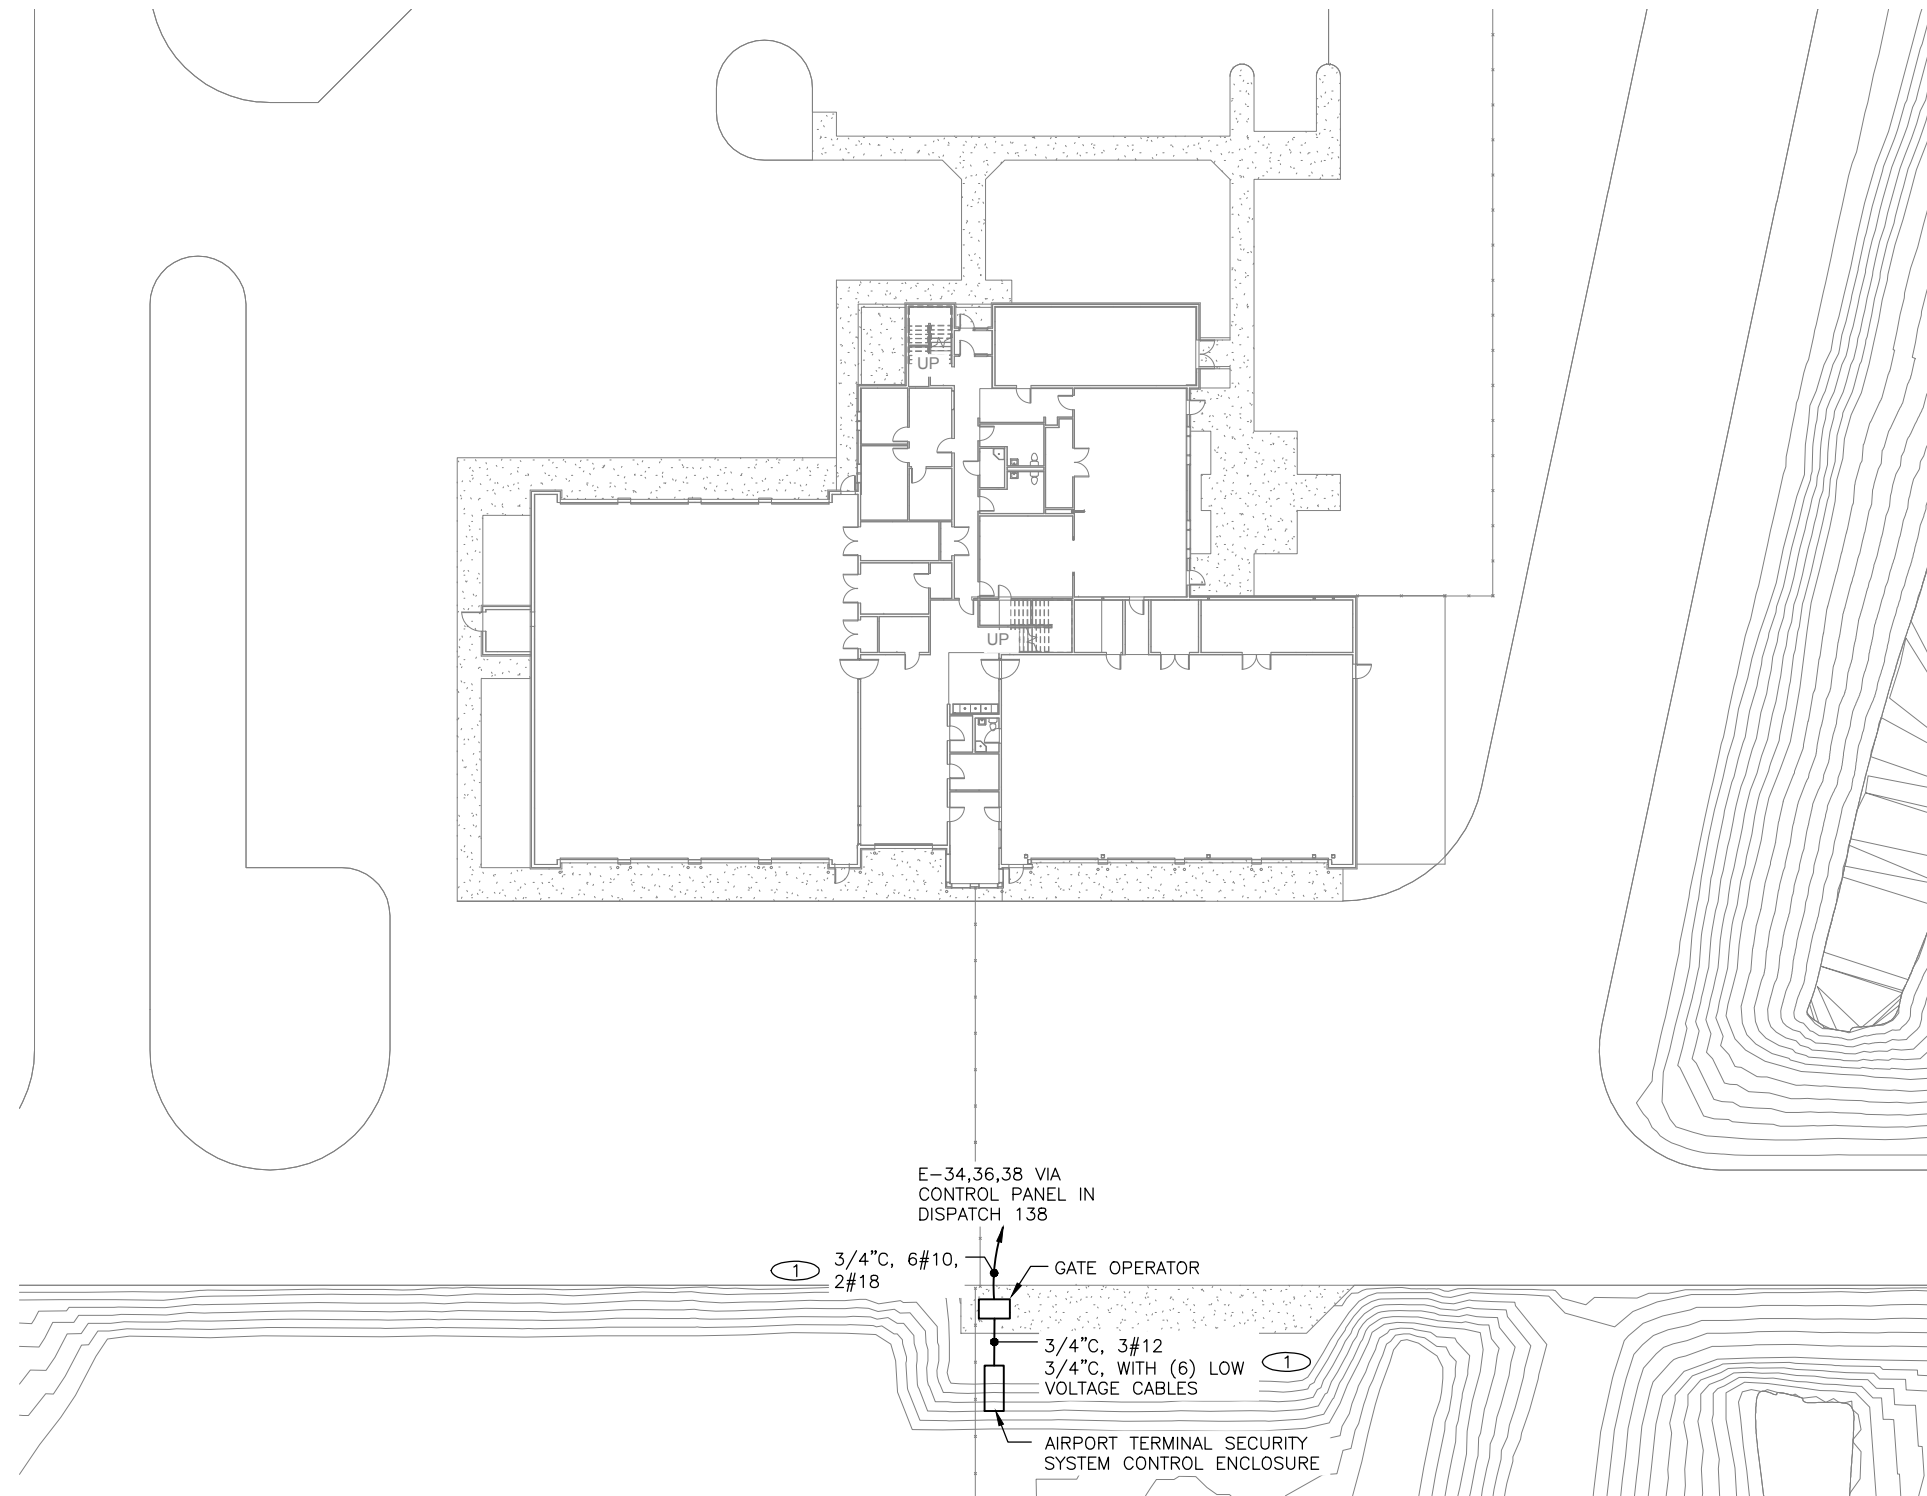 UP
UP
E-34,36,38 VIA
CONTROL PANEL IN
DISPATCH 138
1
3/4"C, 6#10,
2#18
GATE OPERATOR
3/4"C, 3#12
3/4"C, WITH (6) LOW
VOLTAGE CABLES
1
AIRPORT TERMINAL SECURITY
SYSTEM CONTROL ENCLOSURE